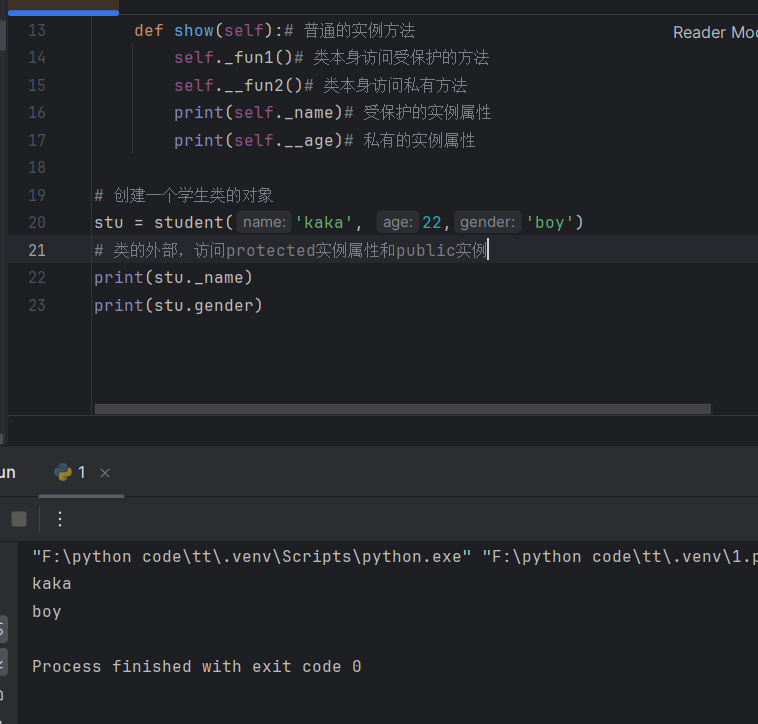 13 def show(self):# 普通的实例方法
Reader Mod
14 self._fun1()# 类本身访问受保护的方法
15 self.__fun2()# 类本身访问私有方法
16 print(self._name)# 受保护的实例属性
17 print(self.__age)# 私有的实例属性
18
19 # 创建一个学生类的对象
20 stu = student( name: 'kaka', age: 22, gender: 'boy')
21 # 类的外部，访问protected实例属性和public实例
22 print(stu._name)
23 print(stu.gender)
un 1 ×
"F:\python code\tt\.venv\Scripts\python.exe" "F:\python code\tt\.venv\1.p
kaka
boy
Process finished with exit code 0